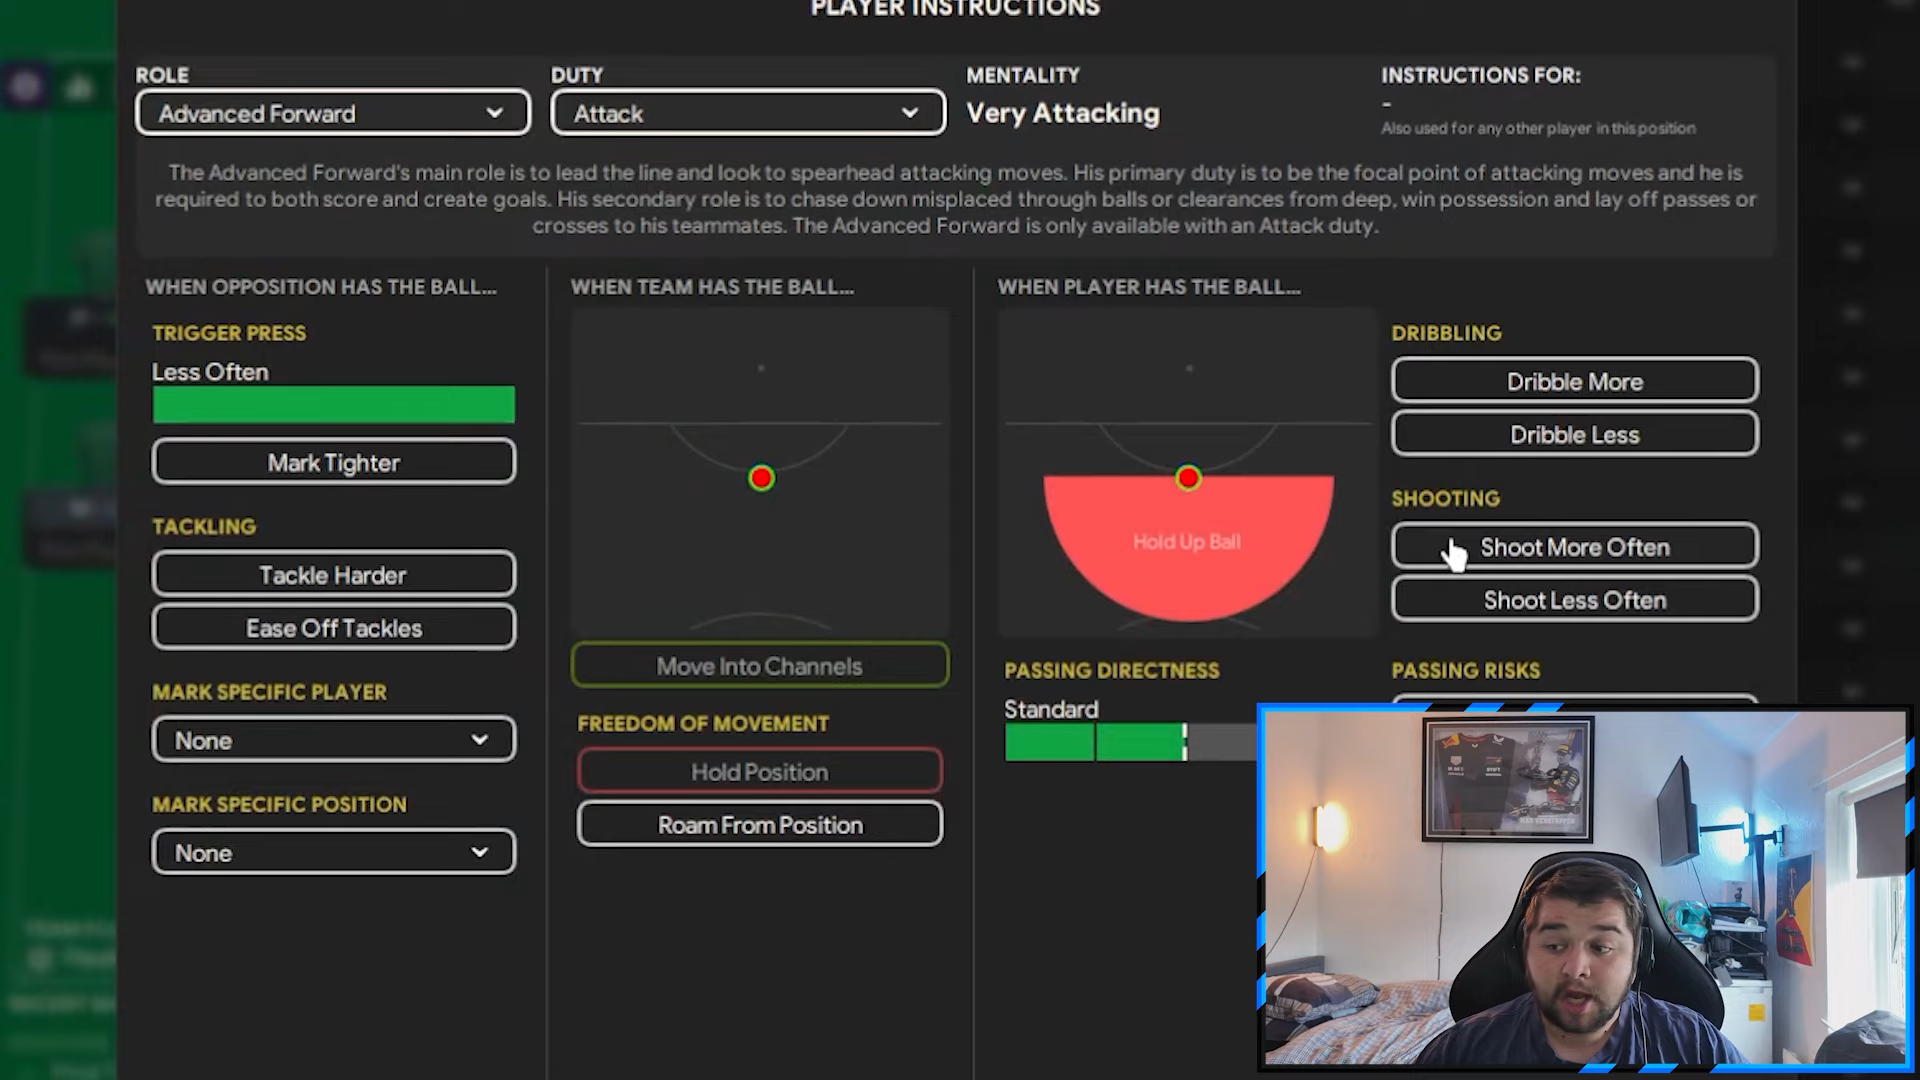 PLAYER INSTRUCTIONS
ROLE
DUTY
MENTALITY
INSTRUCTIONS FOR:
Advanced Forward
Attack
Very Attacking
-
Also used for any other player in this position
The Advanced Forward's main role is to lead the line and look to spearhead attacking moves. His primary duty is to be the focal point of attacking moves and he is
required to both score and create goals. His secondary role is to chase down misplaced through balls or clearances from deep, win possession and lay off passes or
crosses to his teammates. The Advanced Forward is only available with an Attack duty.
WHEN OPPOSITION HAS THE BALL...
TRIGGER PRESS
Less Often
Mark Tighter
TACKLING
Tackle Harder
Ease Off Tackles
MARK SPECIFIC PLAYER
None
MARK SPECIFIC POSITION
None
WHEN TEAM HAS THE BALL...
Move Into Channels
FREEDOM OF MOVEMENT
Hold Position
Roam From Position
WHEN PLAYER HAS THE BALL...
Hold Up Ball
PASSING DIRECTNESS
Standard
DRIBBLING
Dribble More
Dribble Less
SHOOTING
Shoot More Often
Shoot Less Often
PASSING RISKS